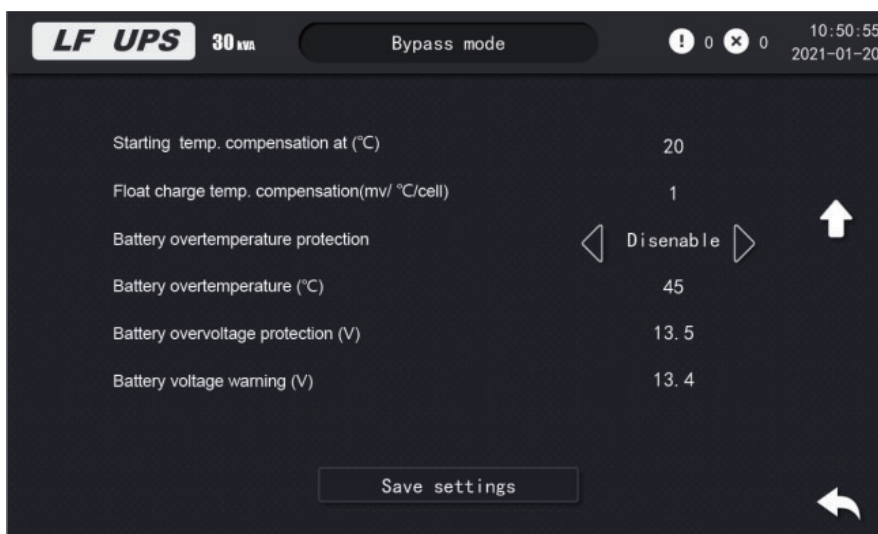 LF UPS 30 kVA Bypass mode ! 0 × 0 10:50:55
2021-01-20
Starting temp. compensation at (℃) 20
Float charge temp. compensation(mv/ ℃/cell) 1
Battery overtemperature protection Disenable
Battery overtemperature (℃) 45
Battery overvoltage protection (V) 13.5
Battery voltage warning (V) 13.4
Save settings